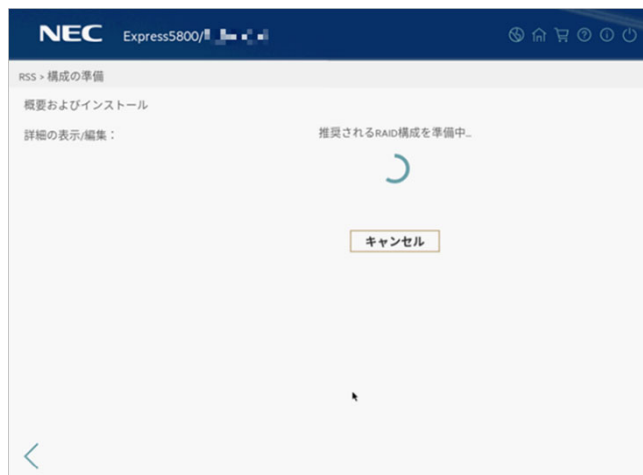 NEC Express5800/
RSS > 構成の準備
概要およびインストール
詳細の表示/編集：
推奨されるRAID構成を準備中...
キャンセル